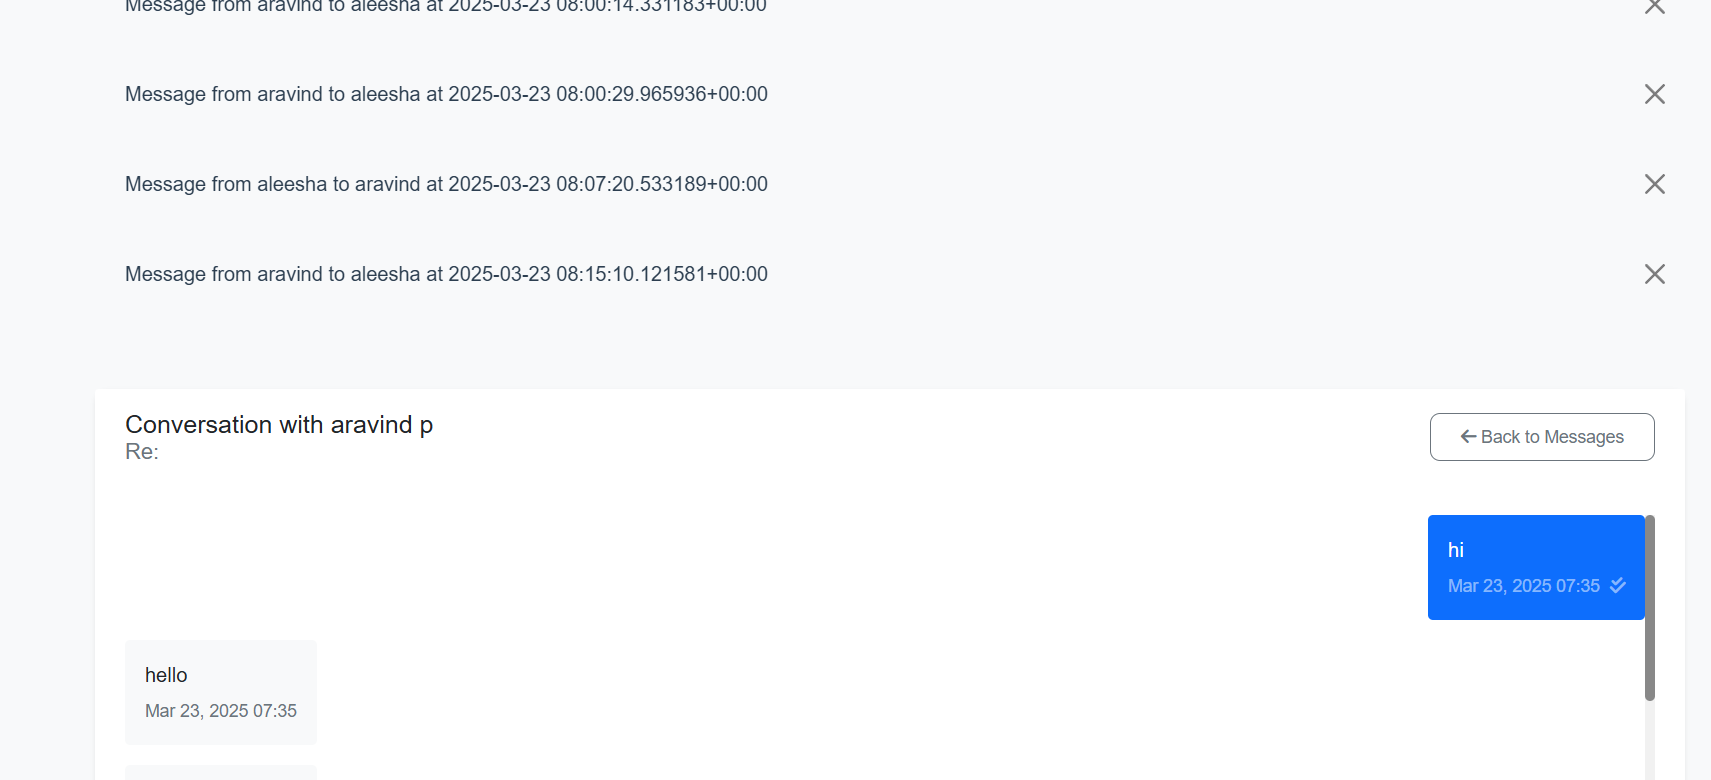 Message from aravind to aleesha at 2025-03-23 08:00:14.331183+00:00
Message from aravind to aleesha at 2025-03-23 08:00:29.965936+00:00
Message from aleesha to aravind at 2025-03-23 08:07:20.533189+00:00
Message from aravind to aleesha at 2025-03-23 08:15:10.121581+00:00
Conversation with aravind p
Re:
Back to Messages
hi
Mar 23, 2025 07:35
hello
Mar 23, 2025 07:35